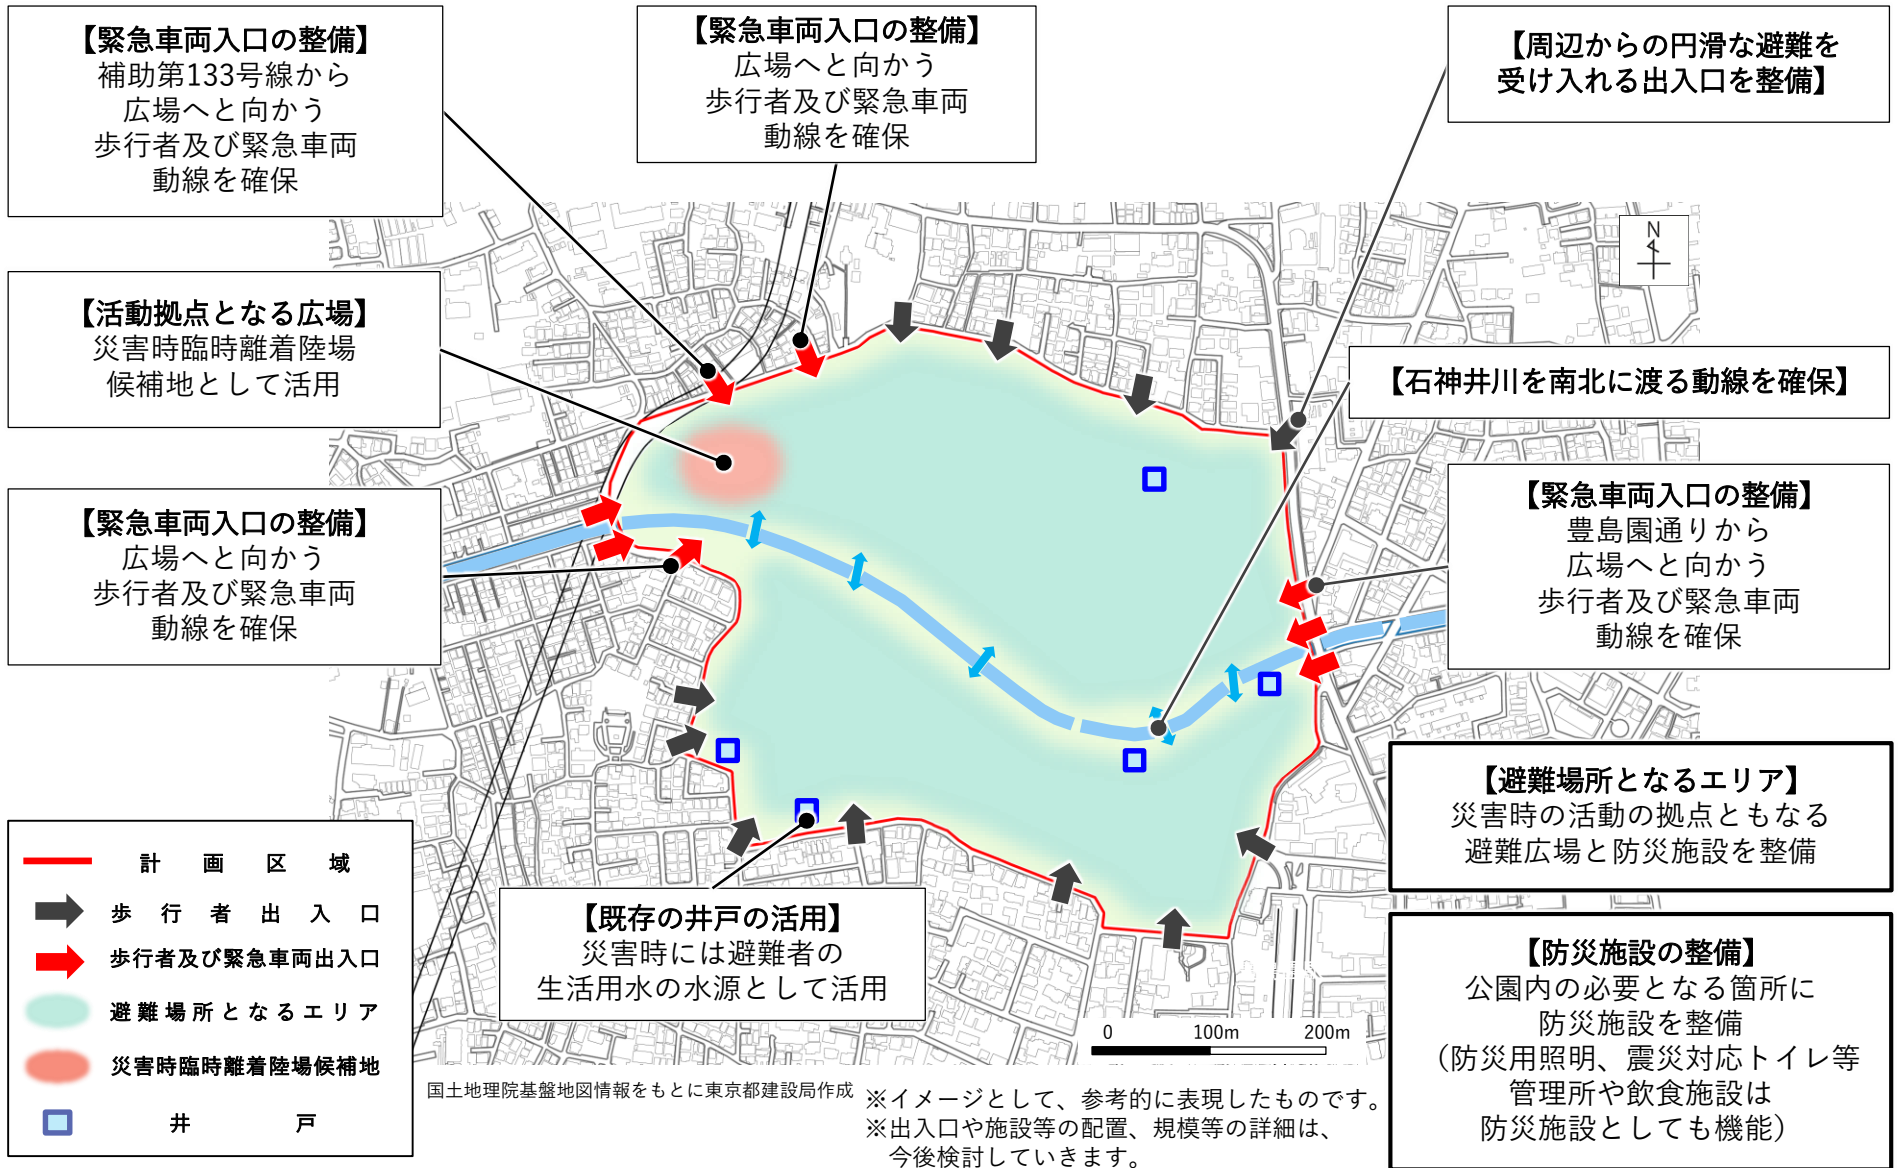 【緊急車両入口の整備】
補助第133号線から
広場へと向かう
歩行者及び緊急車両
動線を確保
【緊急車両入口の整備】
広場へと向かう
歩行者及び緊急車両
動線を確保
【周辺からの円滑な避難を
受け入れる出入口を整備】
N
【活動拠点となる広場】
災害時臨時離着陸場
候補地として活用
【石神井川を南北に渡る動線を確保】
【緊急車両入口の整備】
広場へと向かう
歩行者及び緊急車両
動線を確保
【緊急車両入口の整備】
豊島園通りから
広場へと向かう
歩行者及び緊急車両
動線を確保
【避難場所となるエリア】
災害時の活動の拠点ともなる
避難広場と防災施設を整備
計画区域
歩行者出入口
歩行者及び緊急車両出入口
避難場所となるエリア
災害時臨時離着陸場候補地
井戸
【既存の井戸の活用】
災害時には避難者の
生活用水の水源として活用
【防災施設の整備】
公園内の必要となる箇所に
防災施設を整備
（防災用照明、震災対応トイレ等
管理所や飲食施設は
防災施設としても機能）
0 100m 200m
国土地理院基盤地図情報をもとに東京都建設局作成
※イメージとして、参考的に表現したものです。
※出入口や施設等の配置、規模等の詳細は、
今後検討していきます。